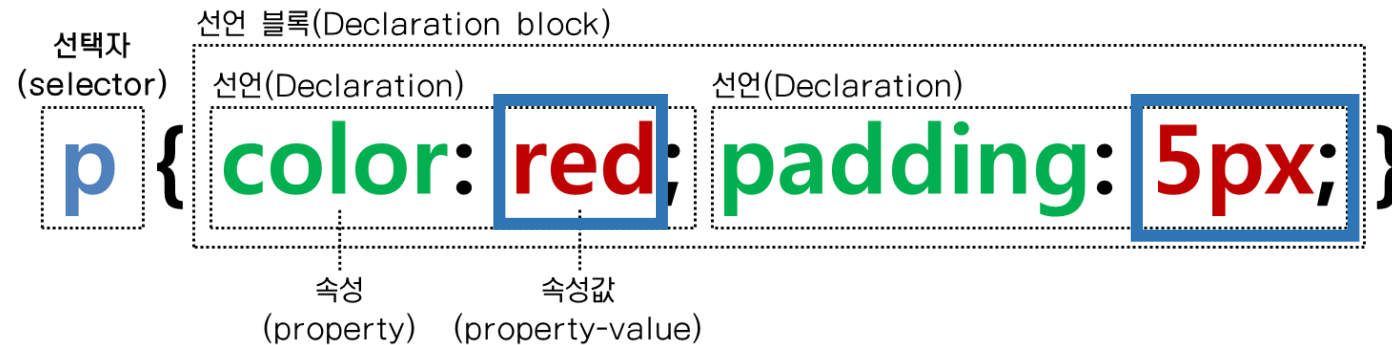 선언 블록(Declaration block)
선택자
(selector)
선언(Declaration) 선언(Declaration)
p { color: red; padding: 5px; }
속성 속성값
(property) (property-value)